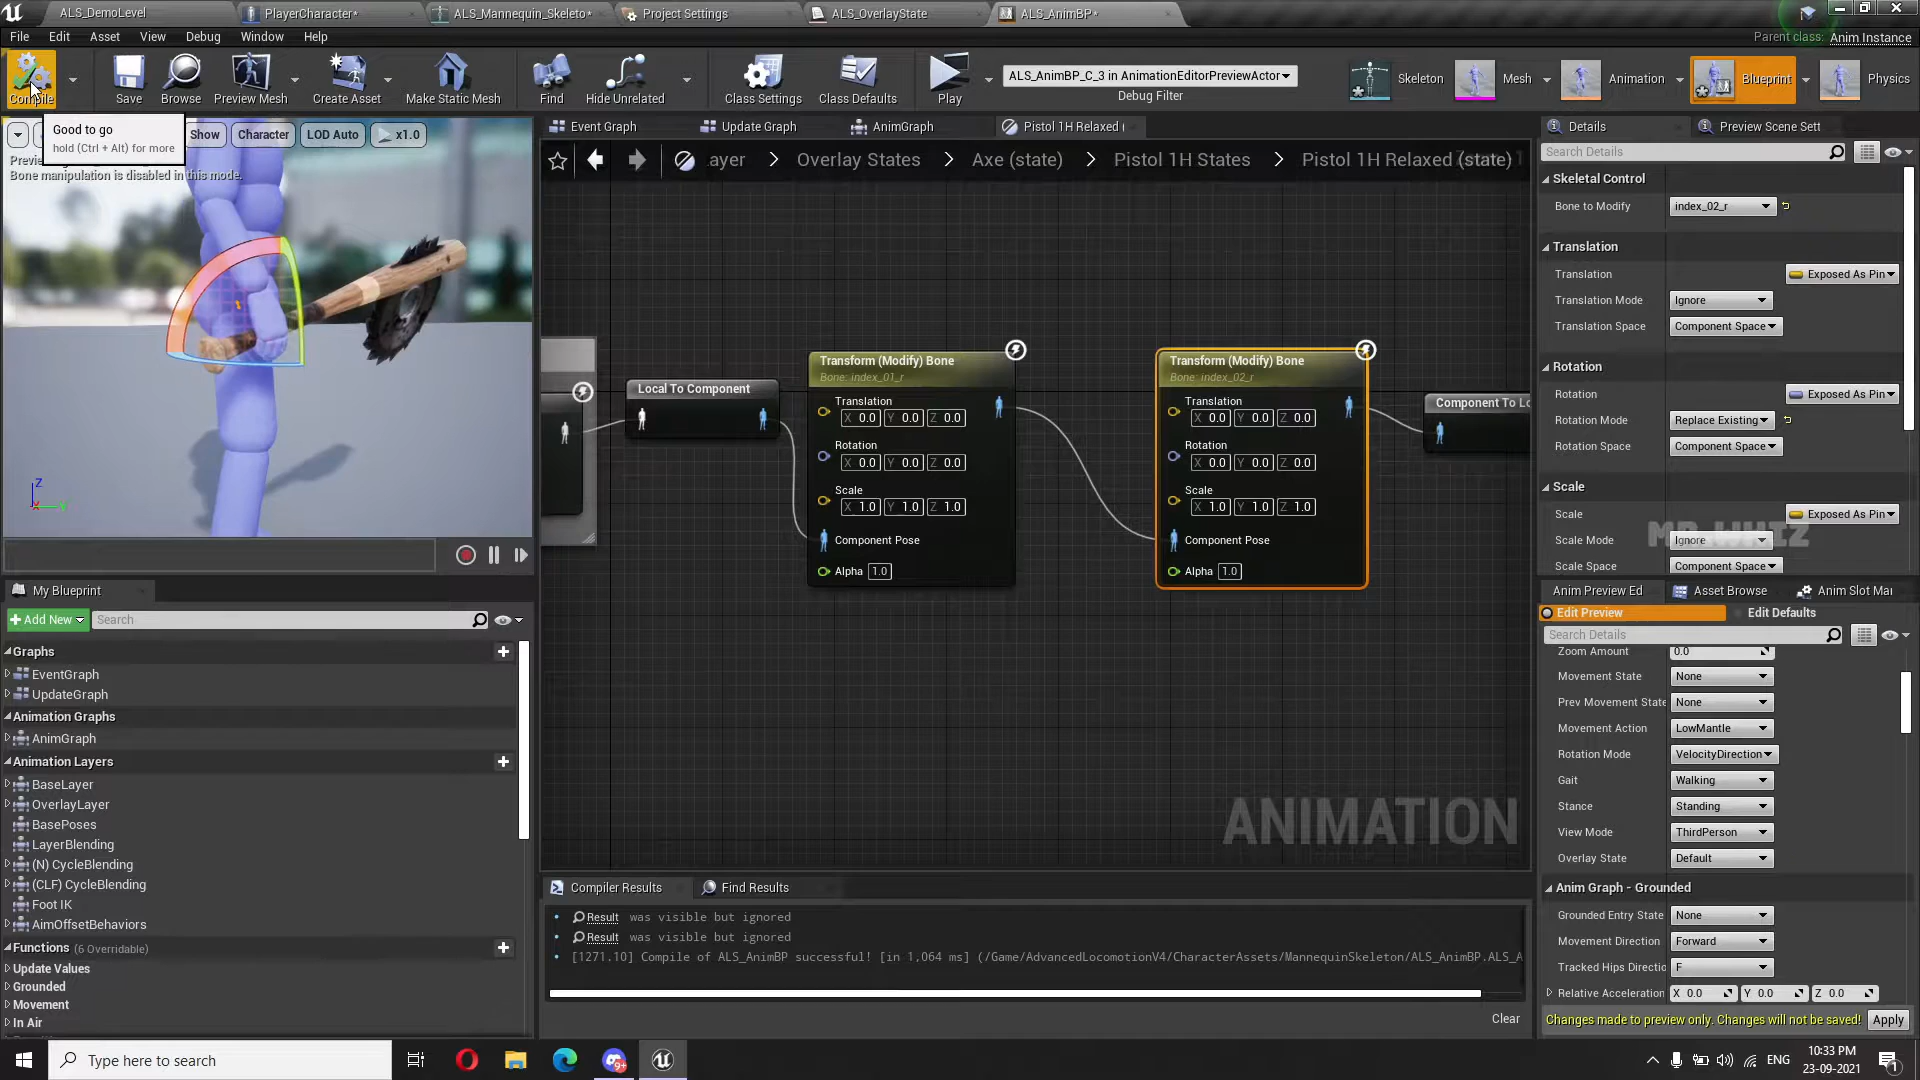 ALS_DemoLevel
PlayerCharacter*
ALS_Mannequin_Skeleto*
Project Settings
ALS_OverlayState
ALS_AnimBP*
File Edit Asset View Debug Window Help
Parent class: Anim Instance
Compile
Save
Browse
Preview Mesh
Create Asset
Make Static Mesh
Find
Hide Unrelated
Class Settings
Class Defaults
Play
ALS_AnimBP_C_3 in AnimationEditorPreviewActor
Debug Filter
Skeleton
Mesh
Animation
Blueprint
Physics
Good to go
hold (Ctrl + Alt) for more
Show
Character
LOD Auto
x1.0
Bone manipulation is disabled in this mode.
Event Graph
Update Graph
AnimGraph
Pistol 1H Relaxed
Overlay States > Axe (state) > Pistol 1H States > Pistol 1H Relaxed (state)
Local To Component
Transform (Modify) Bone
Bone: index_01_r
Translation
X 0.0 Y 0.0 Z 0.0
Rotation
X 0.0 Y 0.0 Z 0.0
Scale
X 1.0 Y 1.0 Z 1.0
Component Pose
Alpha 1.0
Transform (Modify) Bone
Bone: index_02_r
Translation
X 0.0 Y 0.0 Z 0.0
Rotation
X 0.0 Y 0.0 Z 0.0
Scale
X 1.0 Y 1.0 Z 1.0
Component Pose
Alpha 1.0
Component To Lo
ANIMATION
Z
My Blueprint
Add New
Search
Graphs
EventGraph
UpdateGraph
Animation Graphs
AnimGraph
Animation Layers
BaseLayer
OverlayLayer
BasePoses
LayerBlending
(N) CycleBlending
(CLF) CycleBlending
Foot IK
AimOffsetBehaviors
Functions (6 Overridable)
Update Values
Grounded
Movement
In Air
Compiler Results
Find Results
Result was visible but ignored
Result was visible but ignored
[1271.10] Compile of ALS_AnimBP successful! [in 1,064 ms] (/Game/AdvancedLocomotionV4/CharacterAssets/MannequinSkeleton/ALS_AnimBP.ALS_A
Clear
Details
Preview Scene Sett
Search Details
Skeletal Control
Bone to Modify index_02_r
Translation
Translation Exposed As Pin
Translation Mode Ignore
Translation Space Component Space
Rotation
Rotation Exposed As Pin
Rotation Mode Replace Existing
Rotation Space Component Space
Scale
Scale Exposed As Pin
Scale Mode Ignore
MR.WHIZ
Scale Space Component Space
Anim Preview Ed
Asset Browse
Anim Slot Mar
Edit Preview
Edit Defaults
Search Details
Zoom Amount 0.0
Movement State None
Prev Movement State None
Movement Action LowMantle
Rotation Mode VelocityDirection
Gait Walking
Stance Standing
View Mode ThirdPerson
Overlay State Default
Anim Graph - Grounded
Grounded Entry State None
Movement Direction Forward
Tracked Hips Directio F
Relative Acceleration X 0.0 Y 0.0 Z 0.0
Changes made to preview only. Changes will not be saved!
Apply
Type here to search
9+
ENG
10:33 PM
23-09-2021
1